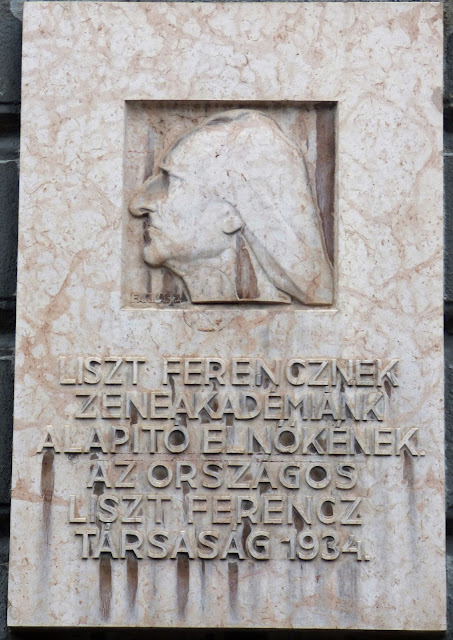 LISZT FERENCZNEK
ZENEAKADÉMIÁNK
ALAPITÓ ELNÖKÉNEK.
AZ ORSZÁGOS
LISZT FERENCZ
TÁRSASÁG 1934.